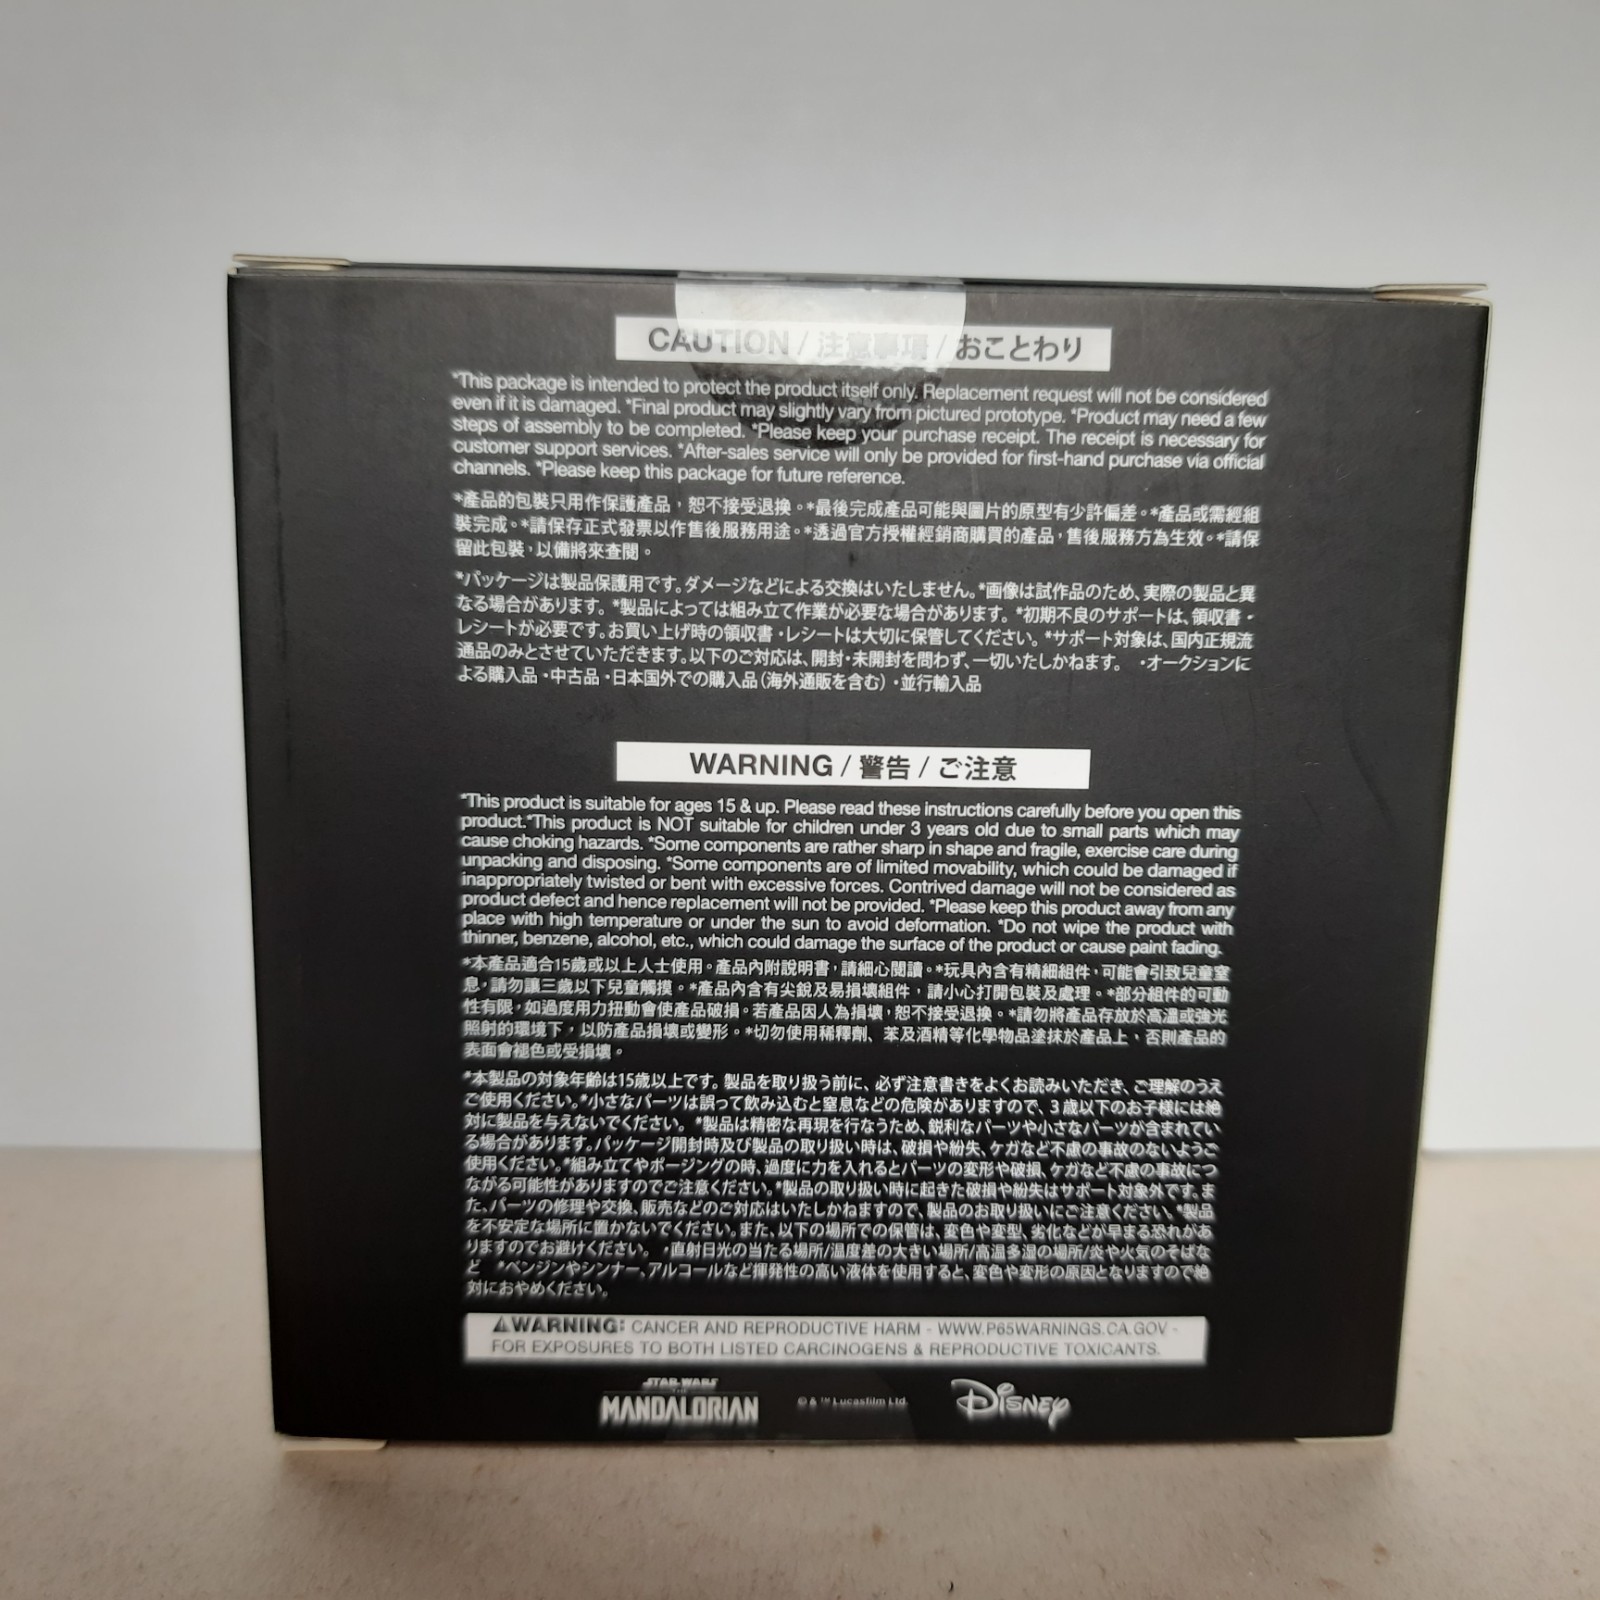 CAUTION / 注意事項 / おことわり
*This package is intended to protect the product itself only. Replacement request will not be considered
even if it is damaged. *Final product may slightly vary from pictured prototype. *Product may need a few
steps of assembly to be completed. *Please keep your purchase receipt. The receipt is necessary for
customer support services. *After-sales service will only be provided for first-hand purchase via official
channels. *Please keep this package for future reference.
*產品的包裝只用作保護產品，恕不接受退換。*最後完成產品可能與圖片的原型有少許偏差。*產品或需經組
裝完成。*請保存正式發票以作售後服務用途。*透過官方授權經銷商購買的產品，售後服務方為生效。*請保
留此包裝，以備將來查閱。
*パッケージは製品保護用です。ダメージなどによる交換はいたしません。*画像は試作品のため、実際の製品と異
なる場合があります。*製品によっては組み立て作業が必要な場合があります。*初期不良のサポートは、領収書・
レシートが必要です。お買い上げ時の領収書・レシートは大切に保管してください。*サポート対象は、国内正規流
通品のみとさせていただきます。以下のご対応は、開封・未開封を問わず、一切いたしかねます。 ・オークションに
よる購入品・中古品・日本国外での購入品（海外通販を含む）・並行輸入品
WARNING / 警告 / ご注意
*This product is suitable for ages 15 & up. Please read these instructions carefully before you open this
product.*This product is NOT suitable for children under 3 years old due to small parts which may
cause choking hazards. *Some components are rather sharp in shape and fragile, exercise care during
unpacking and disposing. *Some components are of limited movability, which could be damaged if
inappropriately twisted or bent with excessive forces. Contrived damage will not be considered as
product defect and hence replacement will not be provided. *Please keep this product away from any
place with high temperature or under the sun to avoid deformation. *Do not wipe the product with
thinner, benzene, alcohol, etc., which could damage the surface of the product or cause paint fading.
*本產品適合15歲或以上人士使用。產品內附說明書，請細心閱讀。*玩具內含有精細組件，可能會引致兒童窒
息，請勿讓三歲以下兒童觸摸。*產品內含有尖銳及易損壞組件，請小心打開包裝及處理。*部分組件的可動
性有限，如過度用力扭動會使產品破損。若產品因人為損壞，恕不接受退換。*請勿將產品存放於高溫或強光
照射的環境下，以防產品損壞或變形。*切勿使用稀釋劑、苯及酒精等化學物品塗抹於產品上，否則產品的
表面會褪色或受損壞。
*本製品の対象年齢は15歳以上です。製品を取り扱う前に、必ず注意書きをよくお読みいただき、ご理解のうえ
ご使用ください。*小さなパーツは誤って飲み込むと窒息などの危険がありますので、3歳以下のお子様には絶
対に製品を与えないでください。*製品は精密な再現を行なうため、鋭利なパーツや小さなパーツが含まれてい
る場合があります。パッケージ開封時及び製品の取り扱い時は、破損や紛失、ケガなど不慮の事故のないようご
使用ください。*組み立てやポージングの時、過度に力を入れるとパーツの変形や破損、ケガなど不慮の事故につ
ながる可能性がありますのでご注意ください。*製品の取り扱い時に起きた破損や紛失はサポート対象外です。ま
た、パーツの修理や交換、販売などのご対応はいたしかねますので、製品のお取り扱いにご注意ください。*製品
を不安定な場所に置かないでください。また、以下の場所での保管は、変色や変型、劣化などが早まる恐れがあ
りますのでお避けください。 ・直射日光の当たる場所/温度差の大きい場所/高温多湿の場所/炎や火気のそばな
ど *ベンジンやシンナー、アルコールなど揮発性の高い液体を使用すると、変色や変形の原因となりますので絶
対におやめください。
⚠WARNING: CANCER AND REPRODUCTIVE HARM - WWW.P65WARNINGS.CA.GOV -
FOR EXPOSURES TO BOTH LISTED CARCINOGENS & REPRODUCTIVE TOXICANTS.
STAR WARS
THE
MANDALORIAN
© & ™ Lucasfilm Ltd.
DISNEY